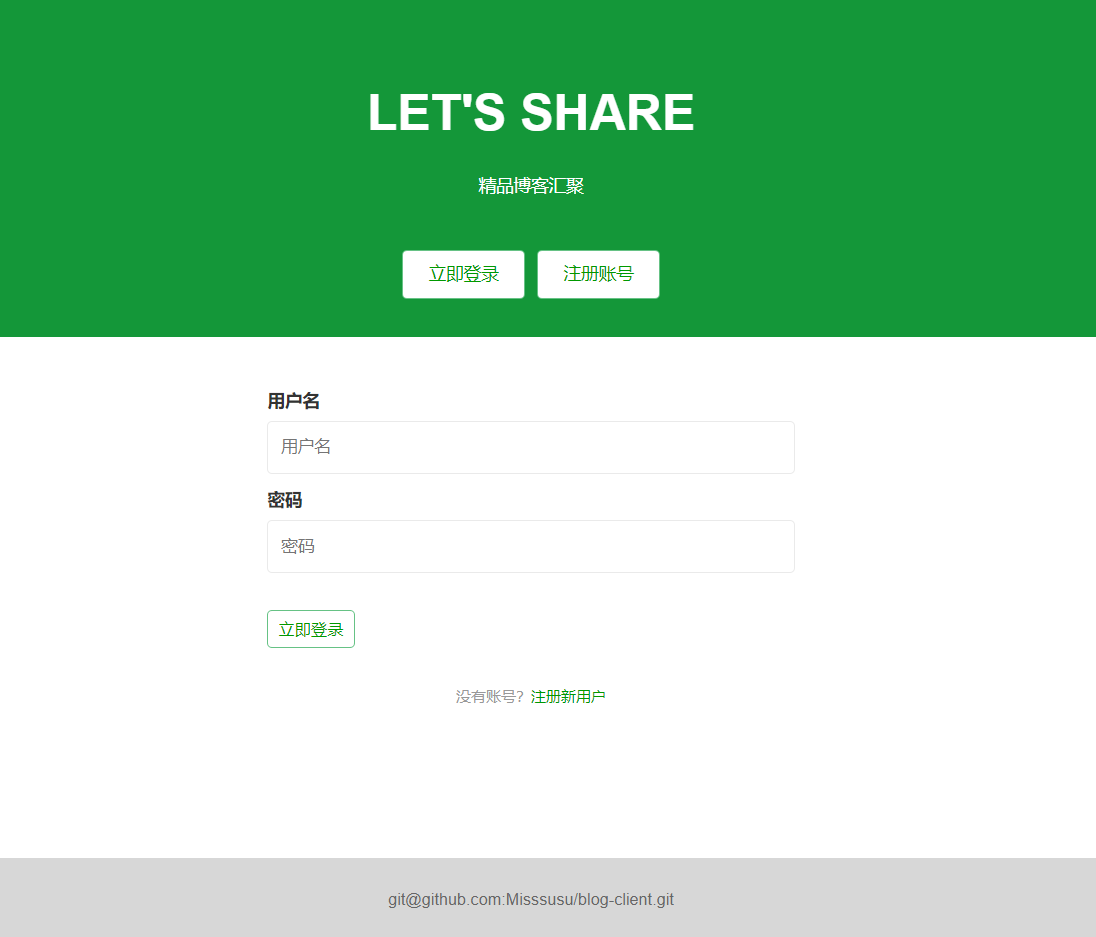 LET'S SHARE
精品博客汇聚
立即登录 注册账号
用户名
用户名
密码
密码
立即登录
没有账号？注册新用户
git@github.com:Misssusu/blog-client.git